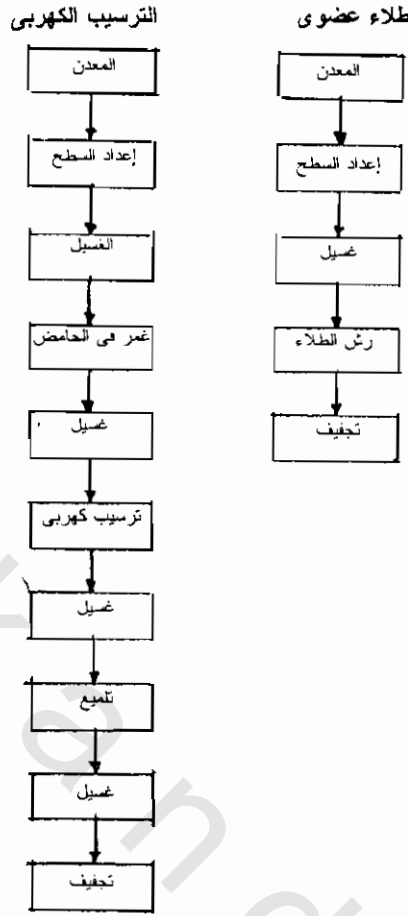 طلاء عضوى
المعدن
إعداد السطح
غسيل
رش الطلاء
تجفيف
الترسيب الكهربى
المعدن
إعداد السطح
الغسيل
غمر فى الحامض
غسيل
ترسيب كهربى
غسيل
تلميع
غسيل
تجفيف